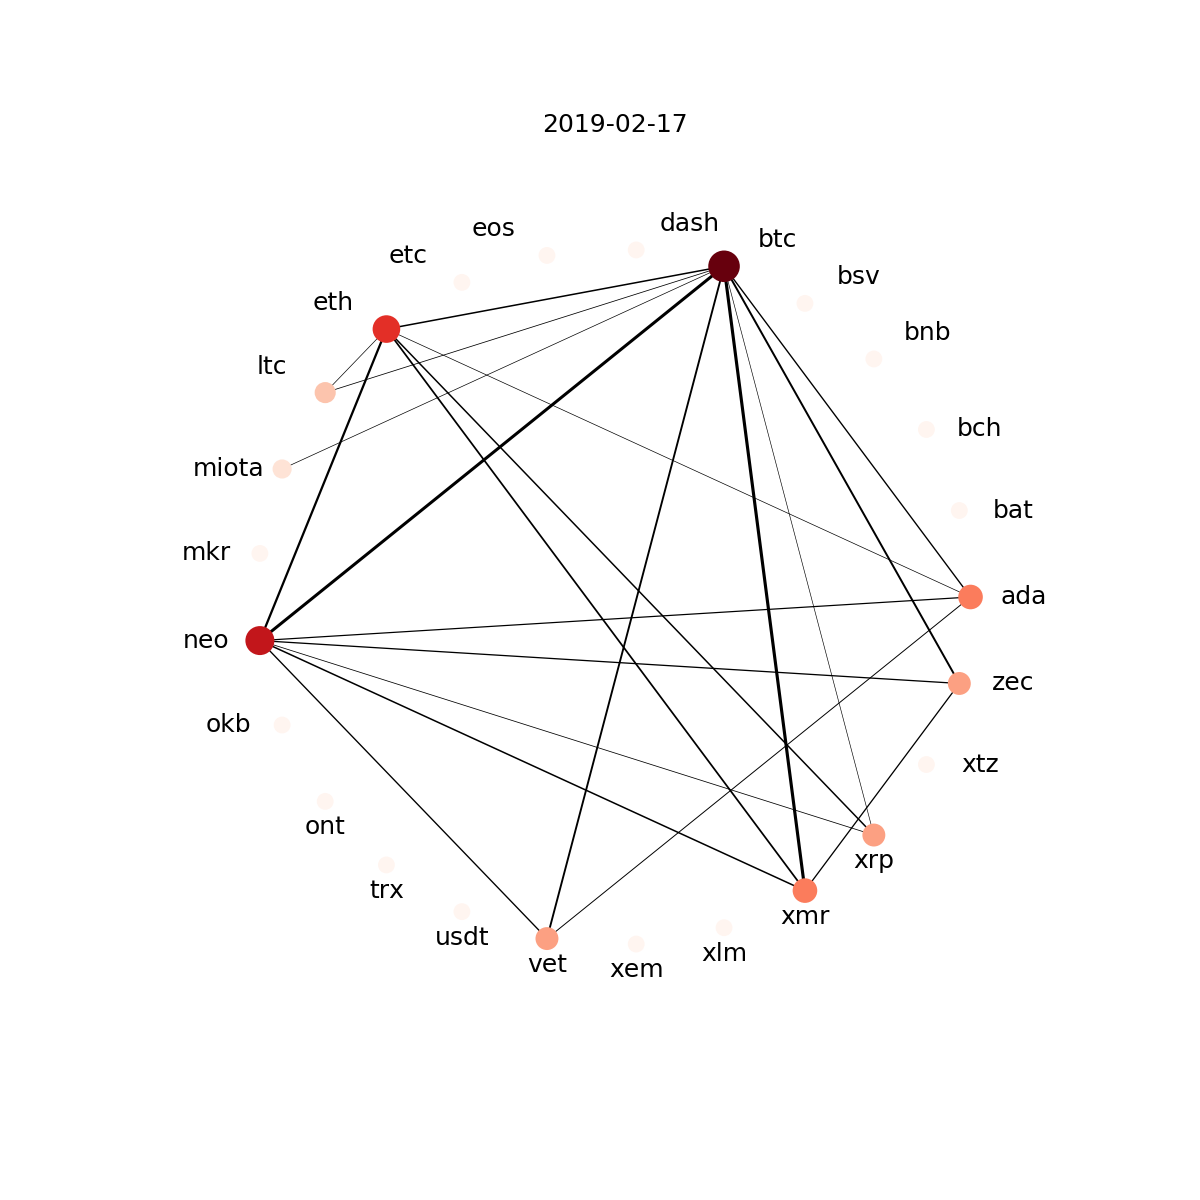 2019-02-17
dash
eos
btc
etc
bsv
eth
bnb
ltc
bch
miota
bat
mkr
ada
neo
zec
okb
xtz
ont
xrp
trx
xmr
usdt
xlm
vet
xem